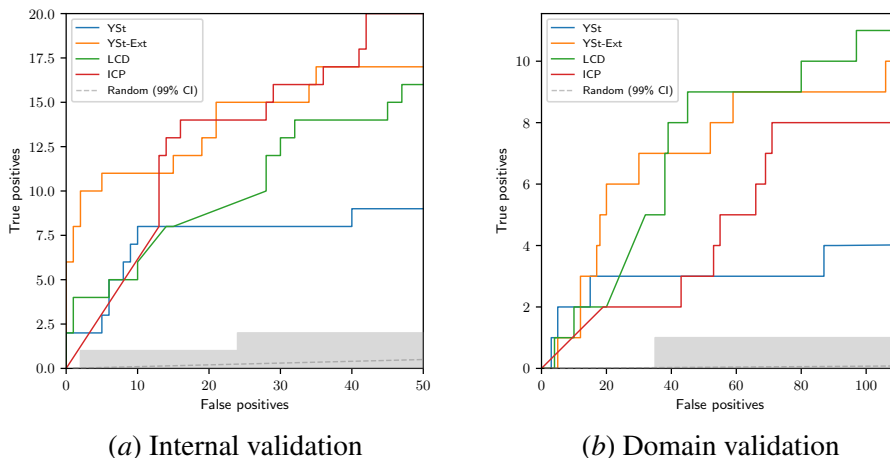 20.0
17.5
15.0
12.5
10.0
7.5
5.0
2.5
0.0
True positives
YSt
YSt-Ext
LCD
ICP
Random (99% CI)
0 10 20 30 40 50
False positives
(a) Internal validation
10
8
6
4
2
0
True positives
YSt
YSt-Ext
LCD
ICP
Random (99% CI)
0 20 40 60 80 100
False positives
(b) Domain validation